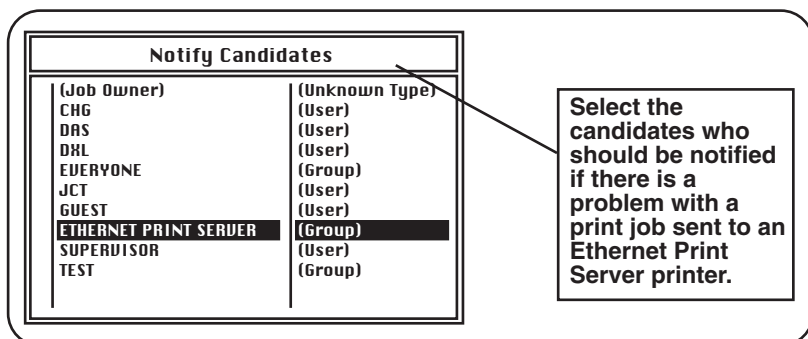 Notify Candidates
(Job Owner) (Unknown Type)
CHG (User)
DAS (User)
DXL (User)
EVERYONE (Group)
JCT (User)
GUEST (User)
ETHERNET PRINT SERVER (Group)
SUPERVISOR (User)
TEST (Group)
Select the
candidates who
should be notified
if there is a
problem with a
print job sent to an
Ethernet Print
Server printer.